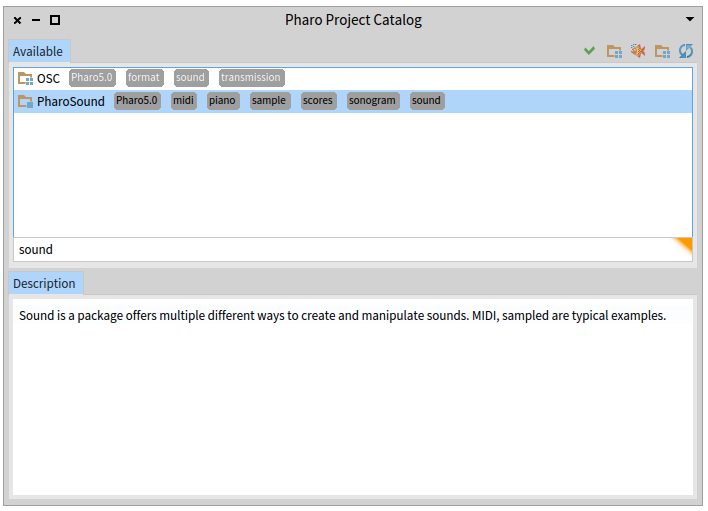 Pharo Project Catalog
Available
OSC Pharo5.0 format sound transmission
PharoSound Pharo5.0 midi piano sample scores sonogram sound
sound
Description
Sound is a package offers multiple different ways to create and manipulate sounds. MIDI, sampled are typical examples.